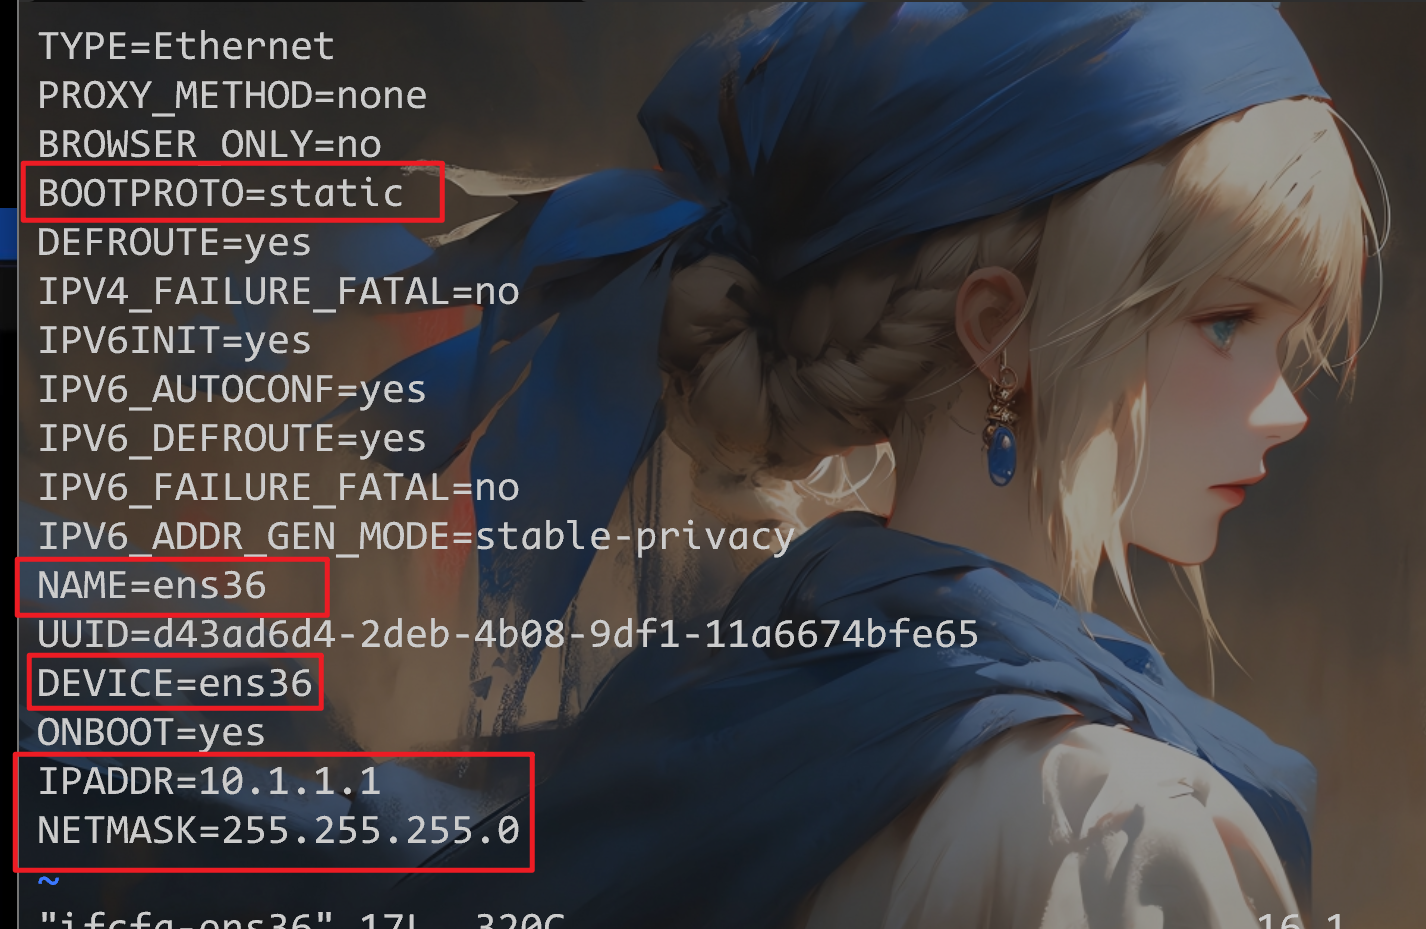 TYPE=Ethernet
PROXY_METHOD=none
BROWSER_ONLY=no
BOOTPROTO=static
DEFROUTE=yes
IPV4_FAILURE_FATAL=no
IPV6INIT=yes
IPV6_AUTOCONF=yes
IPV6_DEFROUTE=yes
IPV6_FAILURE_FATAL=no
IPV6_ADDR_GEN_MODE=stable-privacy
NAME=ens36
UUID=d43ad6d4-2deb-4b08-9df1-11a6674bfe65
DEVICE=ens36
ONBOOT=yes
IPADDR=10.1.1.1
NETMASK=255.255.255.0
~
"ifcfg-ens36" 17L, 320C 16,1